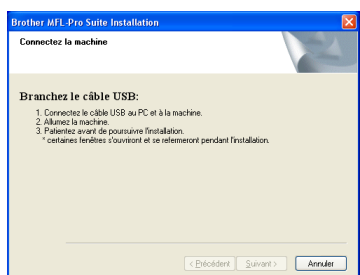 Brother MFL-Pro Suite Installation
Connectez la machine
Branchez le câble USB:
1. Connectez le câble USB au PC et à la machine.
2. Allumez la machine.
3. Patientez avant de poursuivre l'installation.
* certaines fenêtres s'ouvriront et se refermeront pendant l'installation.
< Précédent Suivant > Annuler